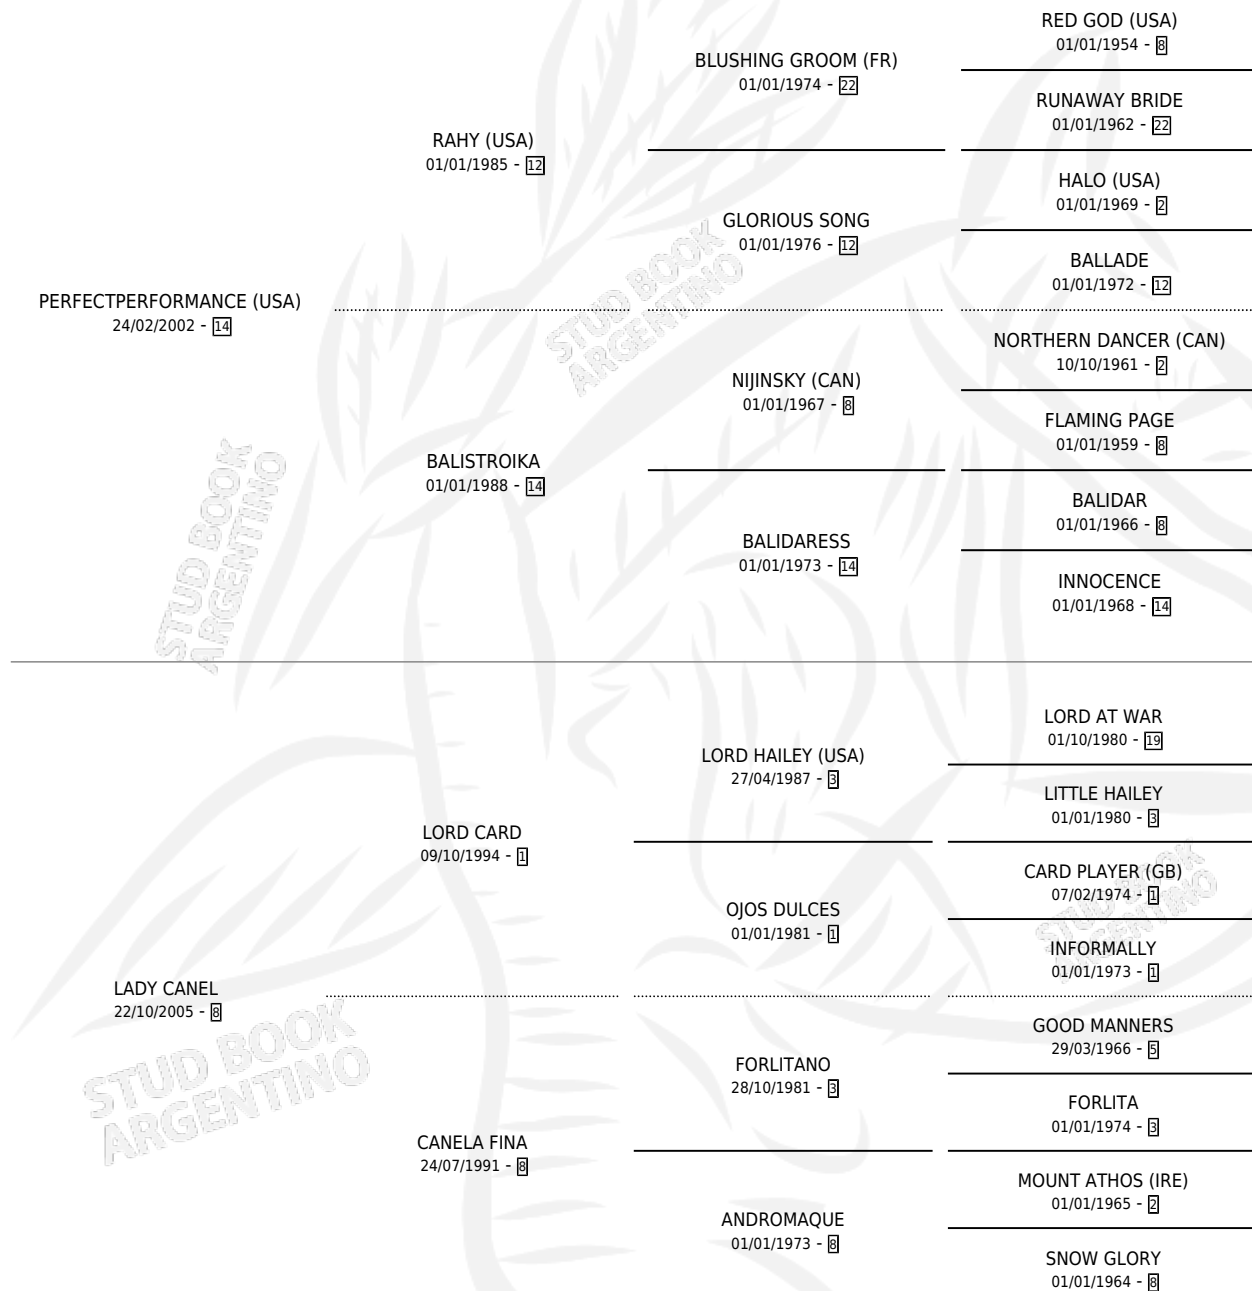 RED GOD (USA)
01/01/1954 - 8
BLUSHING GROOM (FR)
01/01/1974 - 22
RUNAWAY BRIDE
01/01/1962 - 22
RAHY (USA)
01/01/1985 - 12
HALO (USA)
01/01/1969 - 2
GLORIOUS SONG
01/01/1976 - 12
BALLADE
01/01/1972 - 12
PERFECTPERFORMANCE (USA)
24/02/2002 - 14
NORTHERN DANCER (CAN)
10/10/1961 - 2
NIJINSKY (CAN)
01/01/1967 - 8
FLAMING PAGE
01/01/1959 - 8
BALISTROIKA
01/01/1988 - 14
BALIDAR
01/01/1966 - 8
BALIDARESS
01/01/1973 - 14
INNOCENCE
01/01/1968 - 14
STUD BOOK
ARGENTINO
STUD BOOK
ARGENTINO
LORD AT WAR
01/10/1980 - 19
LORD HAILEY (USA)
27/04/1987 - 3
LITTLE HAILEY
01/01/1980 - 3
LORD CARD
09/10/1994 - 1
CARD PLAYER (GB)
07/02/1974 - 1
OJOS DULCES
01/01/1981 - 1
INFORMALLY
01/01/1973 - 1
STUD BOOK
ARGENTINO
LADY CANEL
22/10/2005 - 8
GOOD MANNERS
29/03/1966 - 5
FORLITANO
28/10/1981 - 3
FORLITA
01/01/1974 - 3
STUD BOOK
ARGENTINO
CANELA FINA
24/07/1991 - 8
MOUNT ATHOS (IRE)
01/01/1965 - 2
ANDROMAQUE
01/01/1973 - 8
SNOW GLORY
01/01/1964 - 8